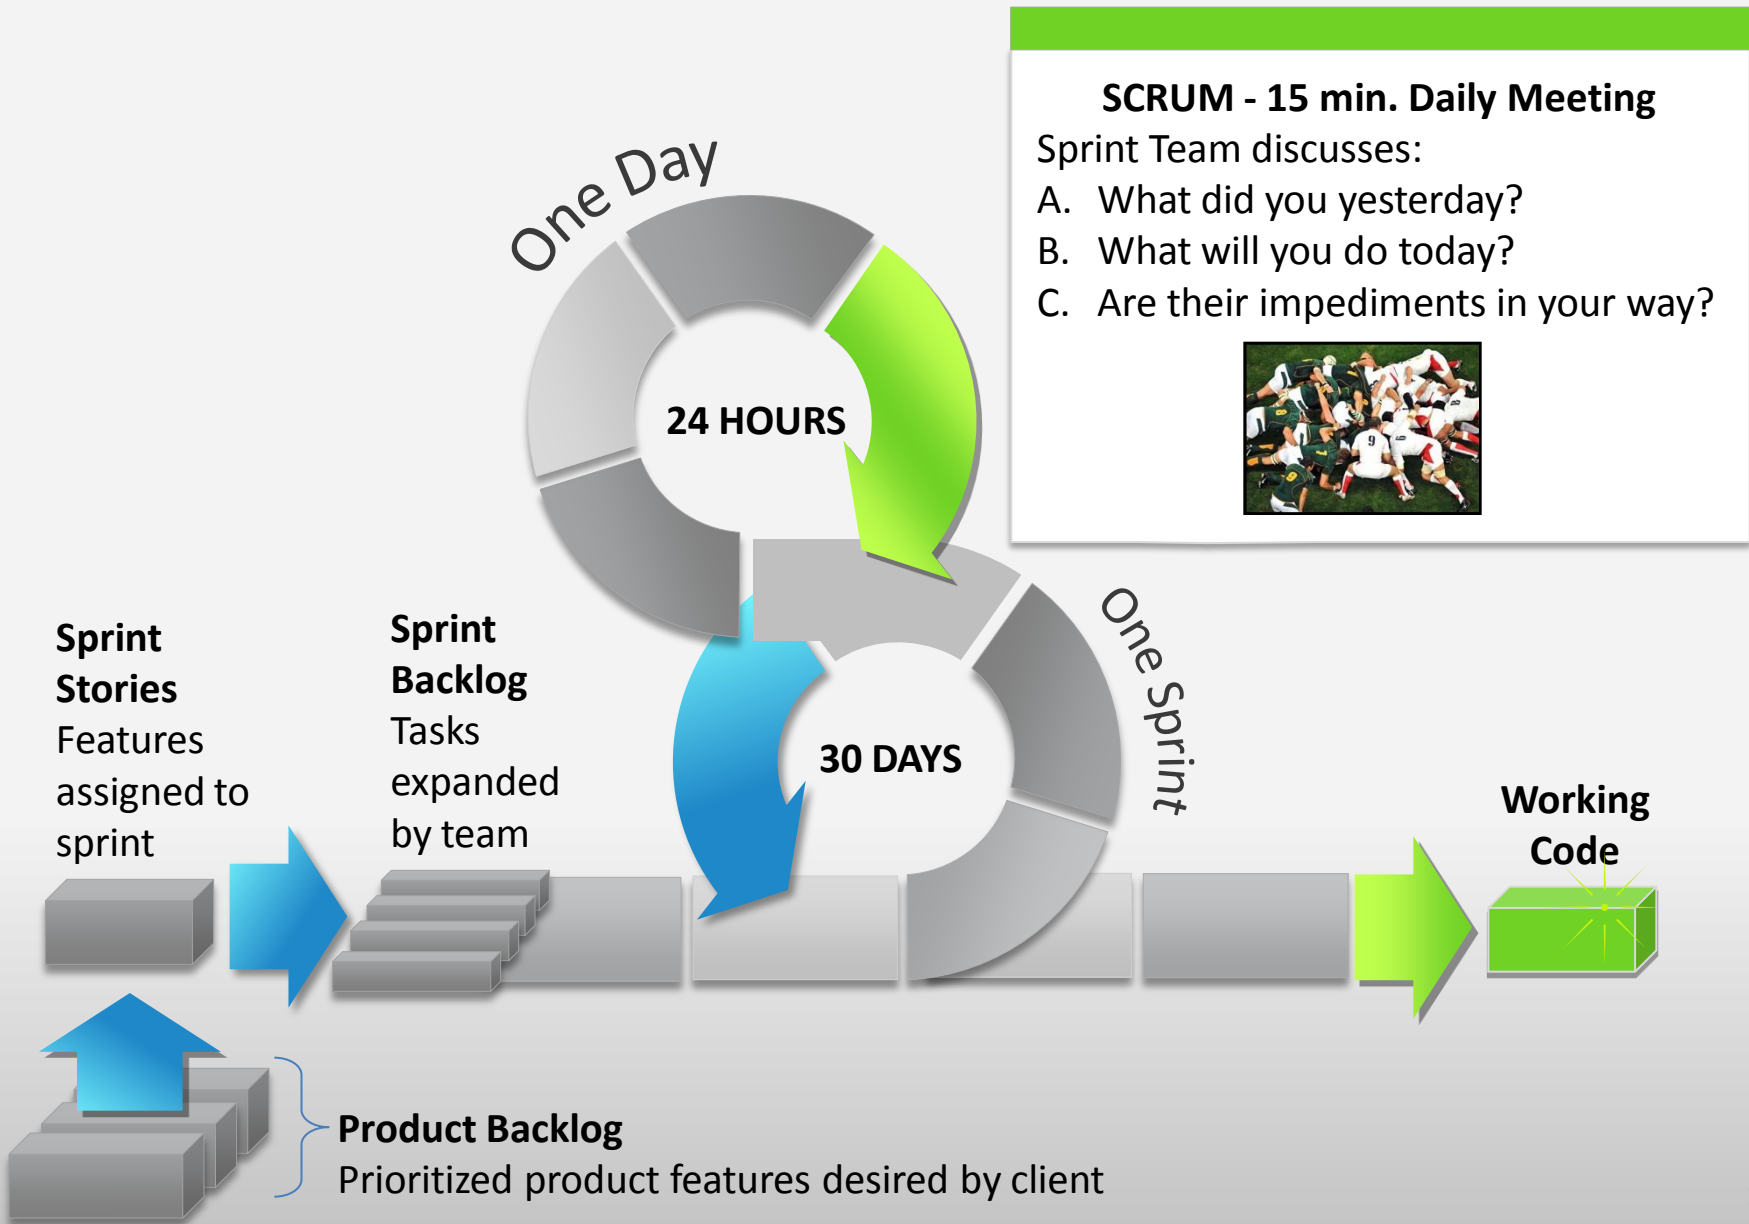 SCRUM - 15 min. Daily Meeting
Sprint Team discusses:
A. What did you yesterday?
B. What will you do today?
C. Are their impediments in your way?
One Day
24 HOURS
One Sprint
30 DAYS
Sprint
Stories
Features
assigned to
sprint
Sprint
Backlog
Tasks
expanded
by team
Working
Code
Product Backlog
Prioritized product features desired by client